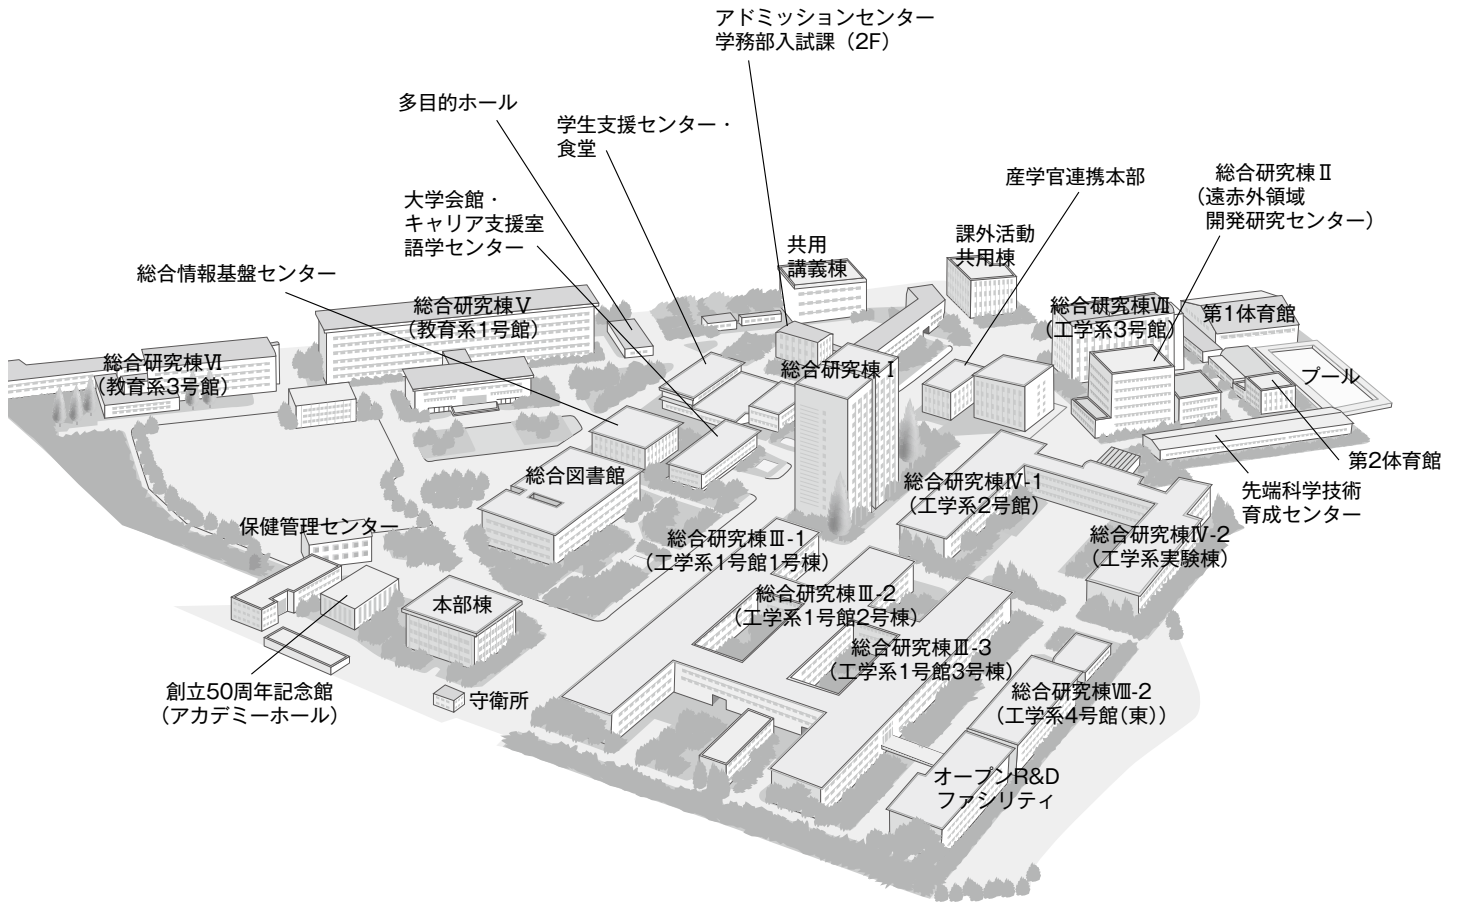 アドミッションセンター
学務部入試課（2F）
多目的ホール
学生支援センター・
食堂
大学会館・
キャリア支援室
語学センター
産学官連携本部
総合研究棟Ⅱ
（遠赤外領域
開発研究センター）
共用
講義棟
課外活動
共用棟
総合情報基盤センター
総合研究棟Ⅴ
（教育系1号館）
総合研究棟Ⅶ
（工学系3号館）
第1体育館
総合研究棟Ⅵ
（教育系3号館）
総合研究棟Ⅰ
プール
総合図書館
総合研究棟Ⅳ-1
（工学系2号館）
第2体育館
先端科学技術
育成センター
保健管理センター
総合研究棟Ⅲ-1
（工学系1号館1号棟）
総合研究棟Ⅳ-2
（工学系実験棟）
本部棟
総合研究棟Ⅲ-2
（工学系1号館2号棟）
総合研究棟Ⅲ-3
（工学系1号館3号棟）
創立50周年記念館
（アカデミーホール）
守衛所
総合研究棟Ⅷ-2
（工学系4号館（東））
オープンR&D
ファシリティ